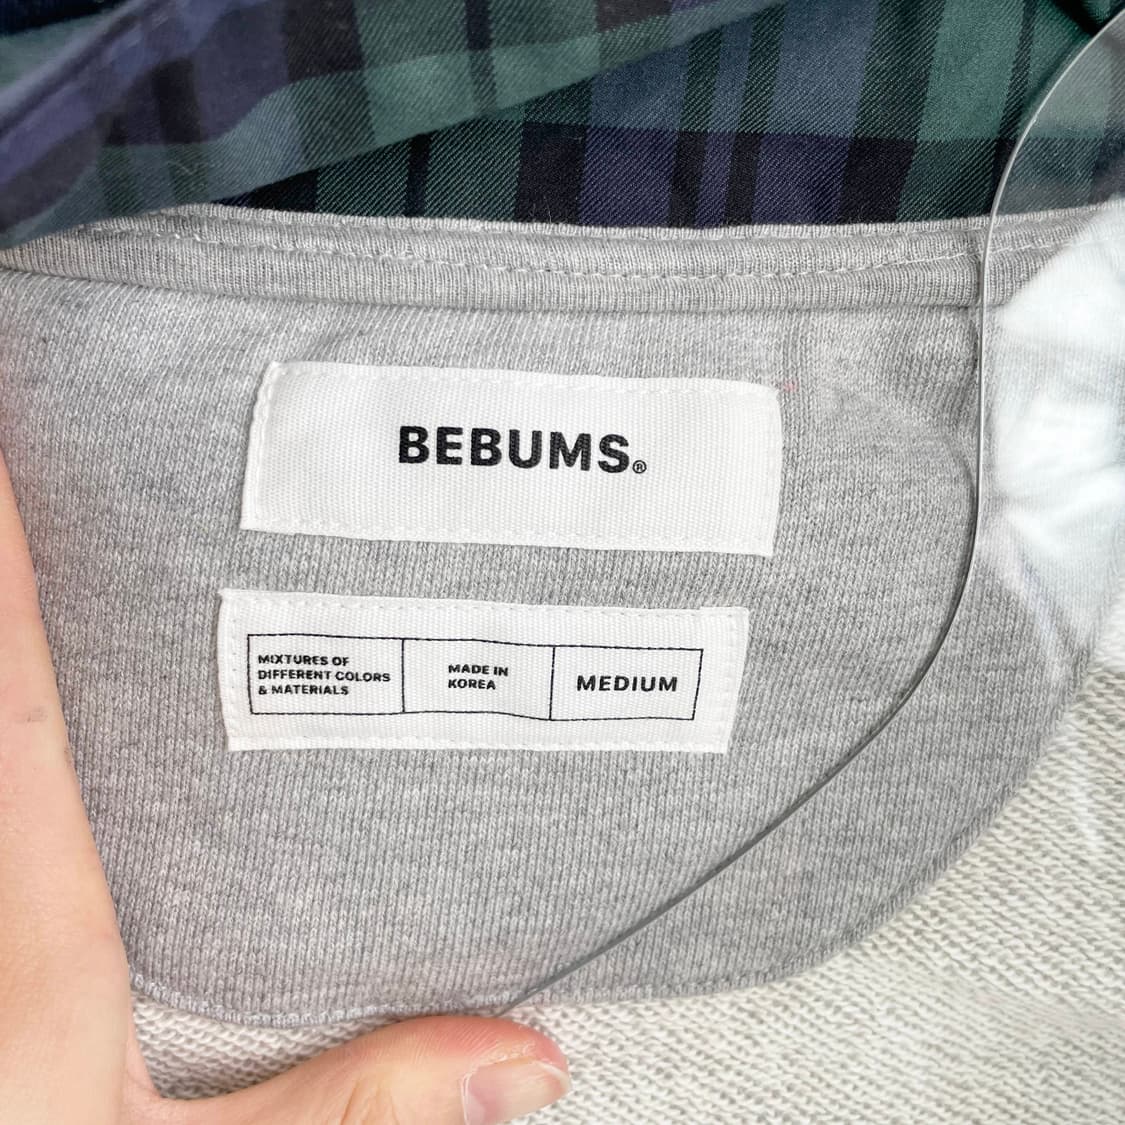 BEBUMS.®
MIXTURES OF
DIFFERENT COLORS
& MATERIALS
MADE IN
KOREA
MEDIUM